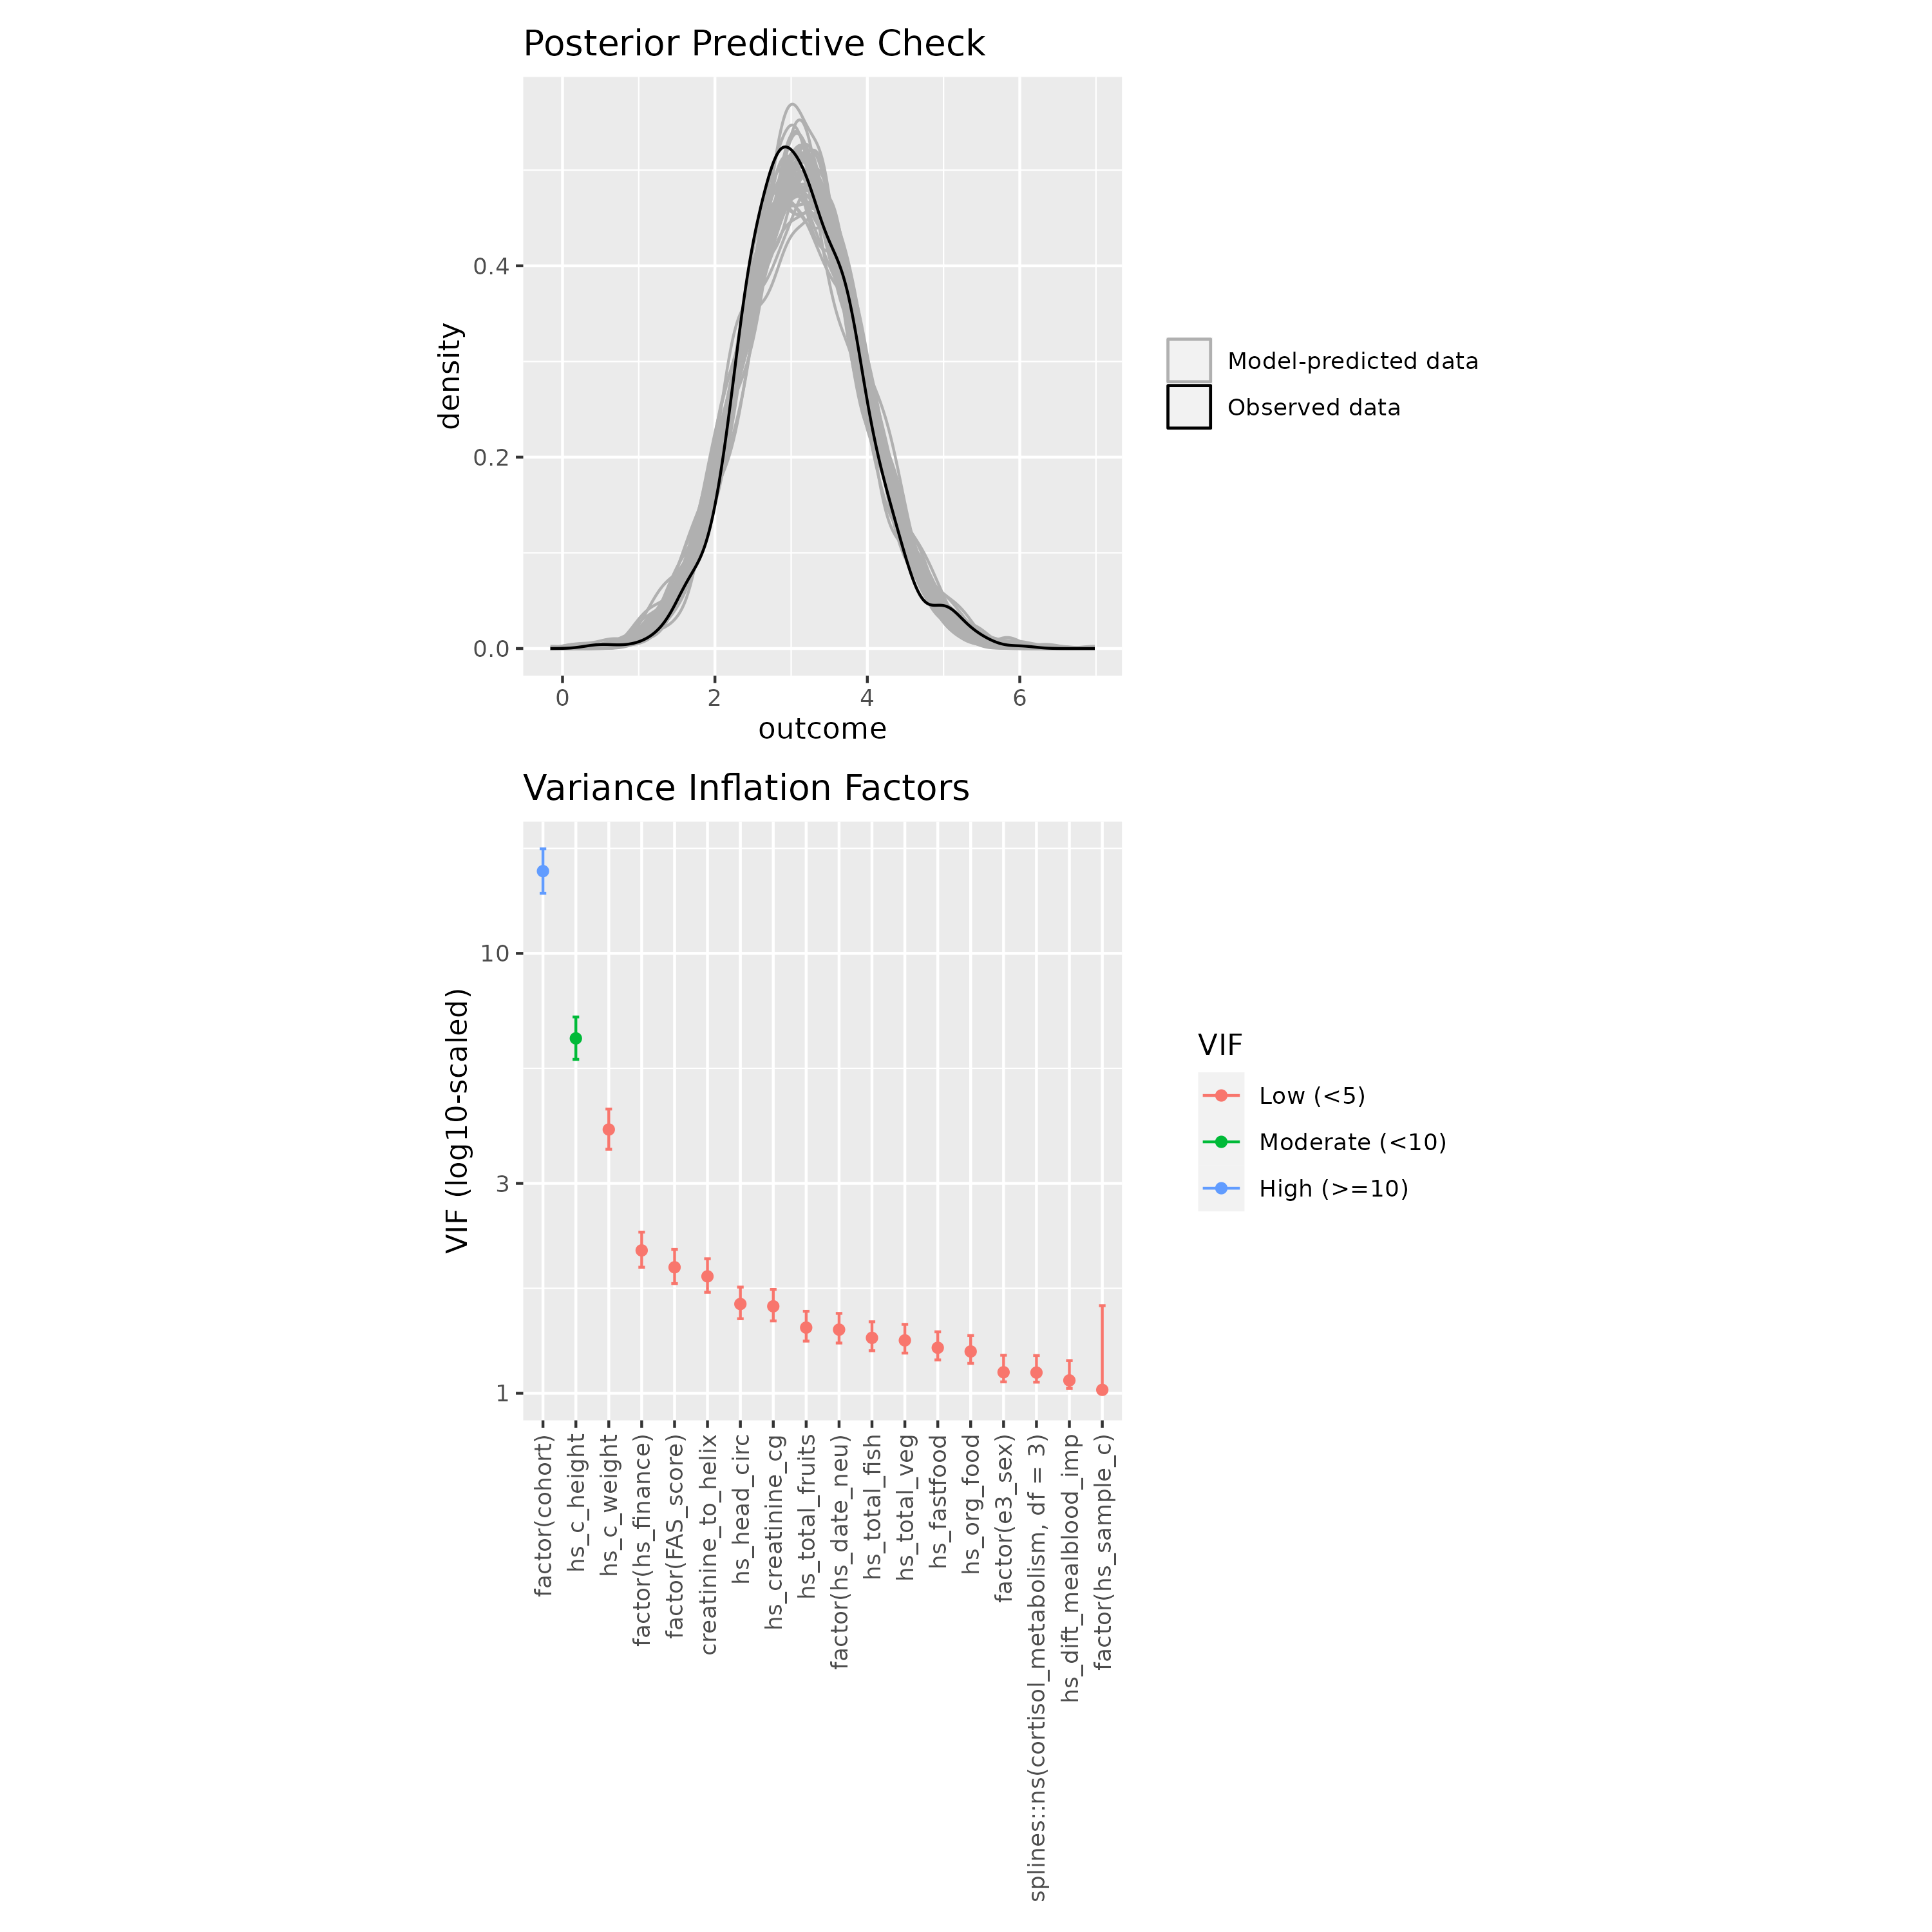 Posterior Predictive Check
density
0.4
0.2
0.0
0
2
4
6
outcome
Model-predicted data
Observed data
Variance Inflation Factors
VIF (log10-scaled)
10
3
1
factor(cohort)
hs_c_height
hs_c_weight
factor(hs_finance)
factor(FAS_score)
creatinine_to_helix
hs_head_circ
hs_creatinine_cg
hs_total_fruits
factor(hs_date_neu)
hs_total_fish
hs_total_veg
hs_fastfood
hs_org_food
factor(e3_sex)
splines::ns(cortisol_metabolism, df = 3)
hs_dift_mealblood_imp
factor(hs_sample_c)
VIF
Low (<5)
Moderate (<10)
High (>=10)